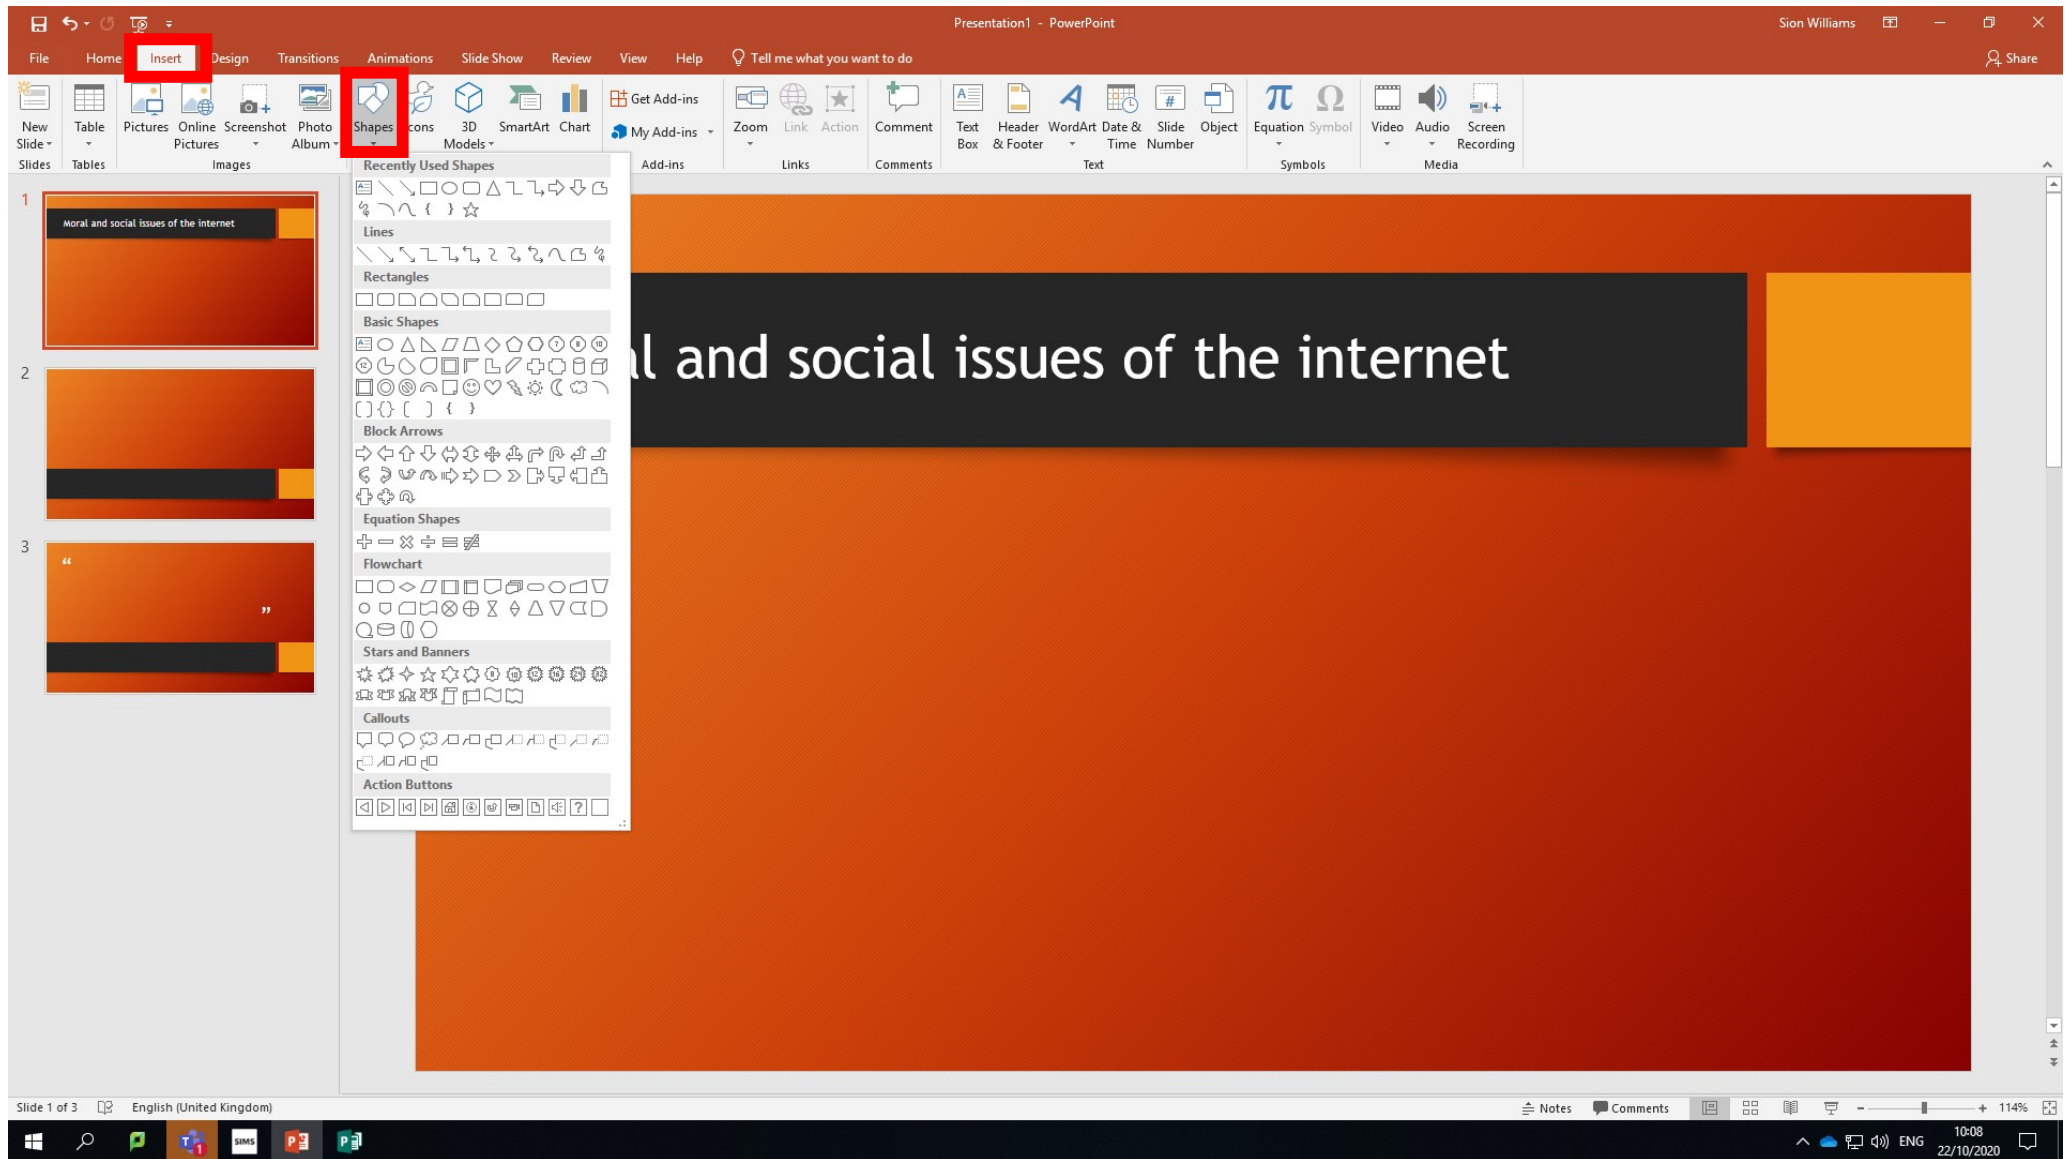 Presentation1 - PowerPoint
Sion Williams
File Home Insert Design Transitions Animations Slide Show Review View Help Tell me what you want to do
Share
New Slide
Table
Pictures
Online Pictures
Screenshot
Photo Album
Shapes
Icons
3D Models
SmartArt
Chart
Get Add-ins
My Add-ins
Zoom
Link
Action
Comment
Text Box
Header & Footer
WordArt
Date & Time
Slide Number
Object
Equation
Symbol
Video
Audio
Screen Recording
Slides
Tables
Images
Add-ins
Links
Comments
Text
Symbols
Media
Recently Used Shapes
Lines
Rectangles
Basic Shapes
Block Arrows
Equation Shapes
Flowchart
Stars and Banners
Callouts
Action Buttons
1
Moral and social issues of the internet
2
3
“
”
l and social issues of the internet
Slide 1 of 3
English (United Kingdom)
Notes
Comments
114%
SIMS
1
ENG
10:08
22/10/2020